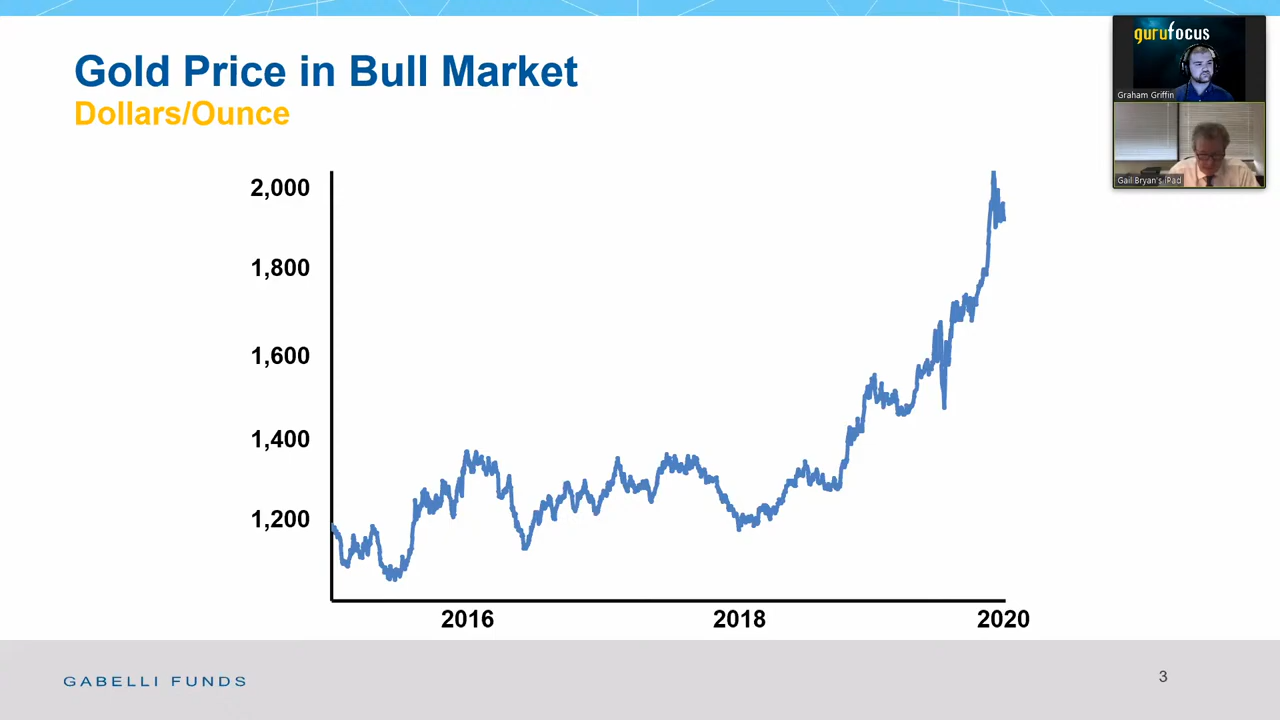 Gold Price in Bull Market
Dollars/Ounce
gurufocus
Graham Griffin
Gail Bryan's iPad
2,000
1,800
1,600
1,400
1,200
2016 2018 2020
GABELLI FUNDS
3